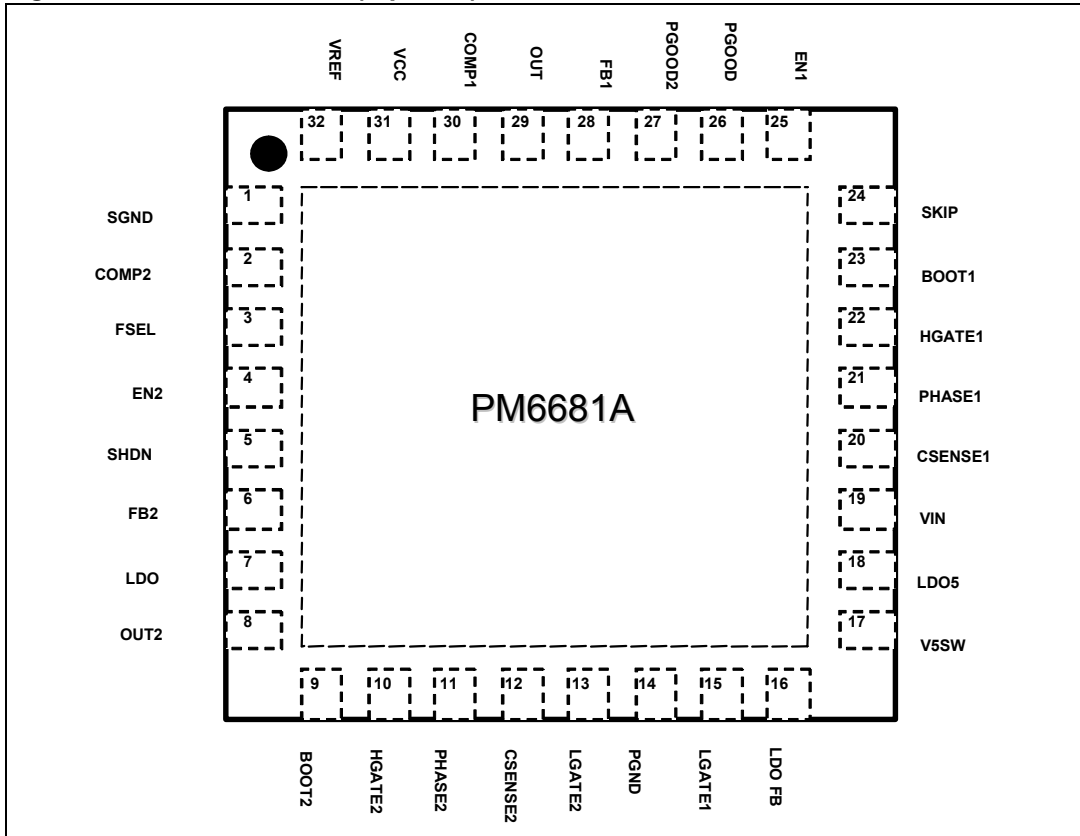 VREF
VCC
COMP1
OUT
FB1
PGOOD2
PGOOD
EN1
32
31
30
29
28
27
26
25
1
SGND
2
COMP2
3
FSEL
4
EN2
5
SHDN
6
FB2
7
LDO
8
OUT2
PM6681A
24
SKIP
23
BOOT1
22
HGATE1
21
PHASE1
20
CSENSE1
19
VIN
18
LDO5
17
V5SW
9
10
11
12
13
14
15
16
BOOT2
HGATE2
PHASE2
CSENSE2
LGATE2
PGND
LGATE1
LDO FB